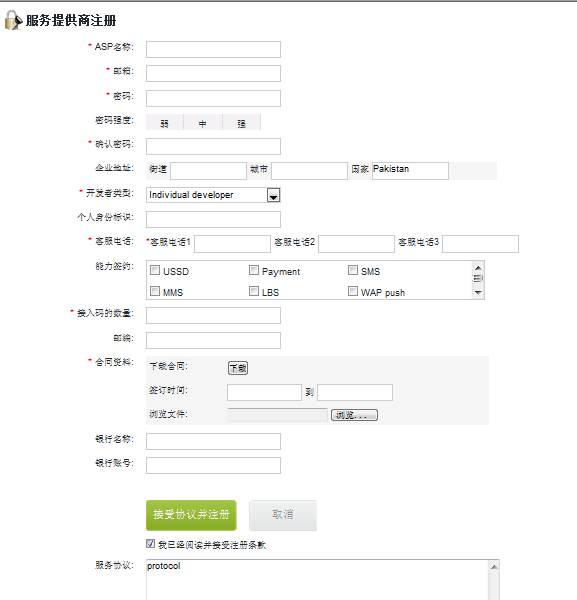 服务提供商注册
* ASP名称:
* 邮箱:
* 密码:
密码强度: 弱 中 强
* 确认密码:
企业地址: 街道 城市 国家 Pakistan
* 开发者类型: Individual developer
个人身份标识:
* 客服电话: *客服电话1 客服电话2 客服电话3
能力签约: USSD Payment SMS
MMS LBS WAP push
* 接入码的数量:
邮编:
* 合同资料: 下载合同: 下载
签订时间: 到
浏览文件: 浏览...
银行名称:
银行账号:
接受协议并注册 取消
我已经阅读并接受注册条款
服务协议: protocol